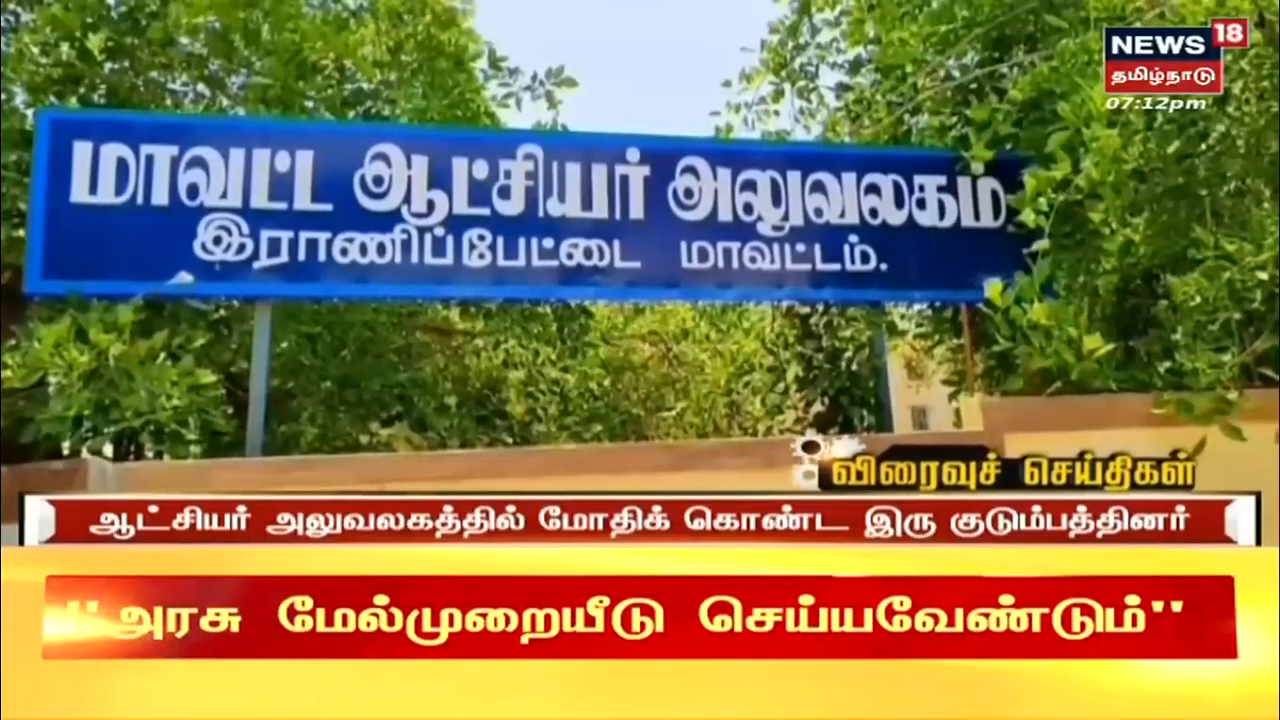 NEWS 18
தமிழ்நாடு
07:12pm
மாவட்ட ஆட்சியர் அலுவலகம்
இராணிப்பேட்டை மாவட்டம்.
விரைவுச் செய்திகள்
ஆட்சியர் அலுவலகத்தில் மோதிக் கொண்ட இரு குடும்பத்தினர்
"அரசு மேல்முறையீடு செய்யவேண்டும்"